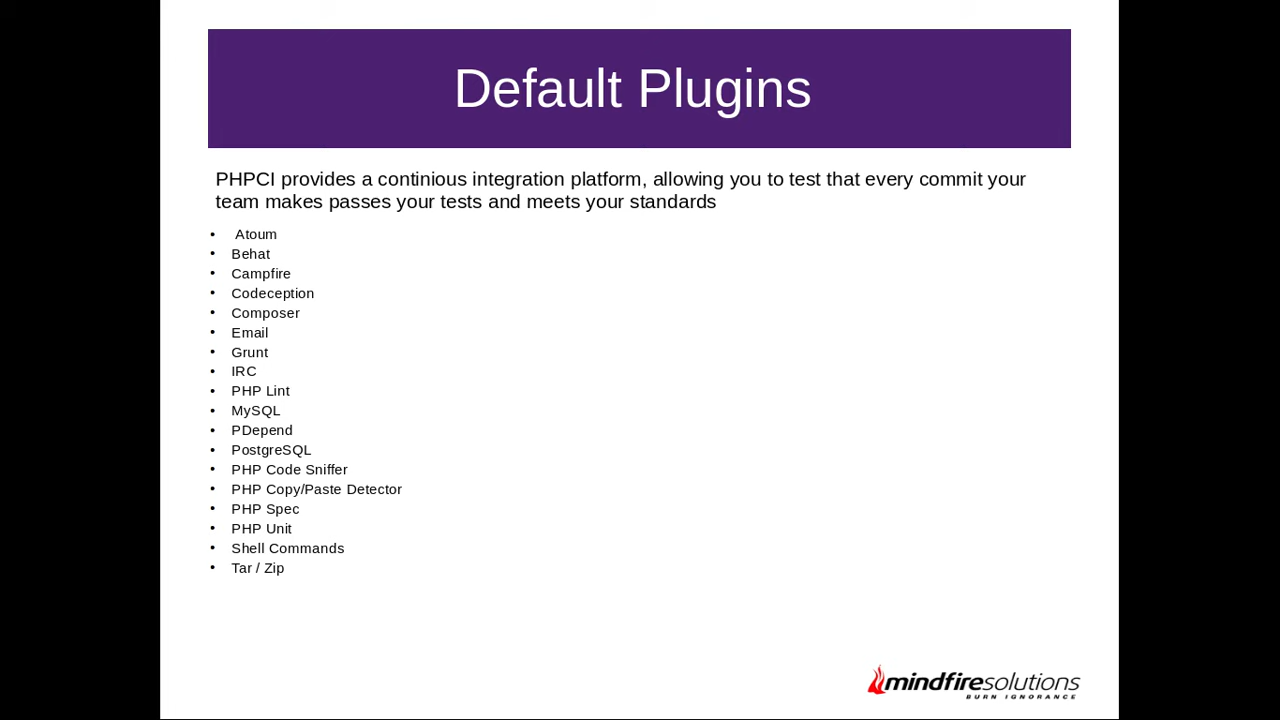 Default Plugins
PHPCI provides a continious integration platform, allowing you to test that every commit your
team makes passes your tests and meets your standards
• Atoum
• Behat
• Campfire
• Codeception
• Composer
• Email
• Grunt
• IRC
• PHP Lint
• MySQL
• PDepend
• PostgreSQL
• PHP Code Sniffer
• PHP Copy/Paste Detector
• PHP Spec
• PHP Unit
• Shell Commands
• Tar / Zip
mindfiresolutions
BURN IGNORANCE